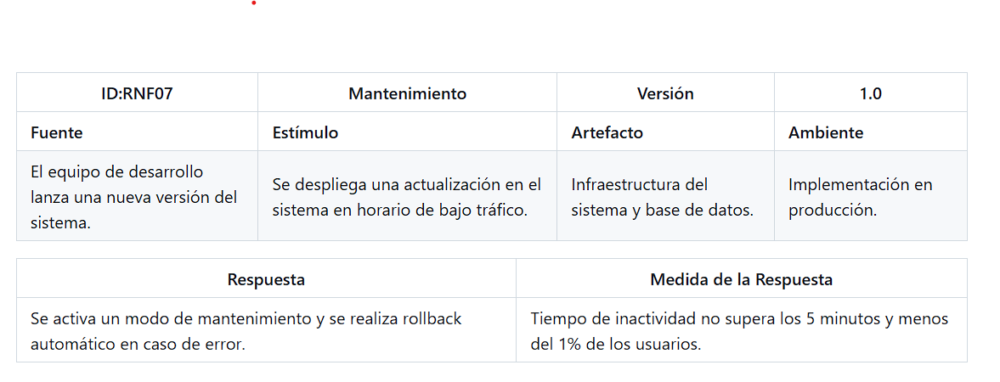 ID:RNF07 Mantenimiento Versión 1.0
Fuente Estímulo Artefacto Ambiente
El equipo de desarrollo
lanza una nueva versión del
sistema.
Se despliega una actualización en el
sistema en horario de bajo tráfico.
Infraestructura del
sistema y base de datos.
Implementación en
producción.
Respuesta Medida de la Respuesta
Se activa un modo de mantenimiento y se realiza rollback
automático en caso de error.
Tiempo de inactividad no supera los 5 minutos y menos
del 1% de los usuarios.